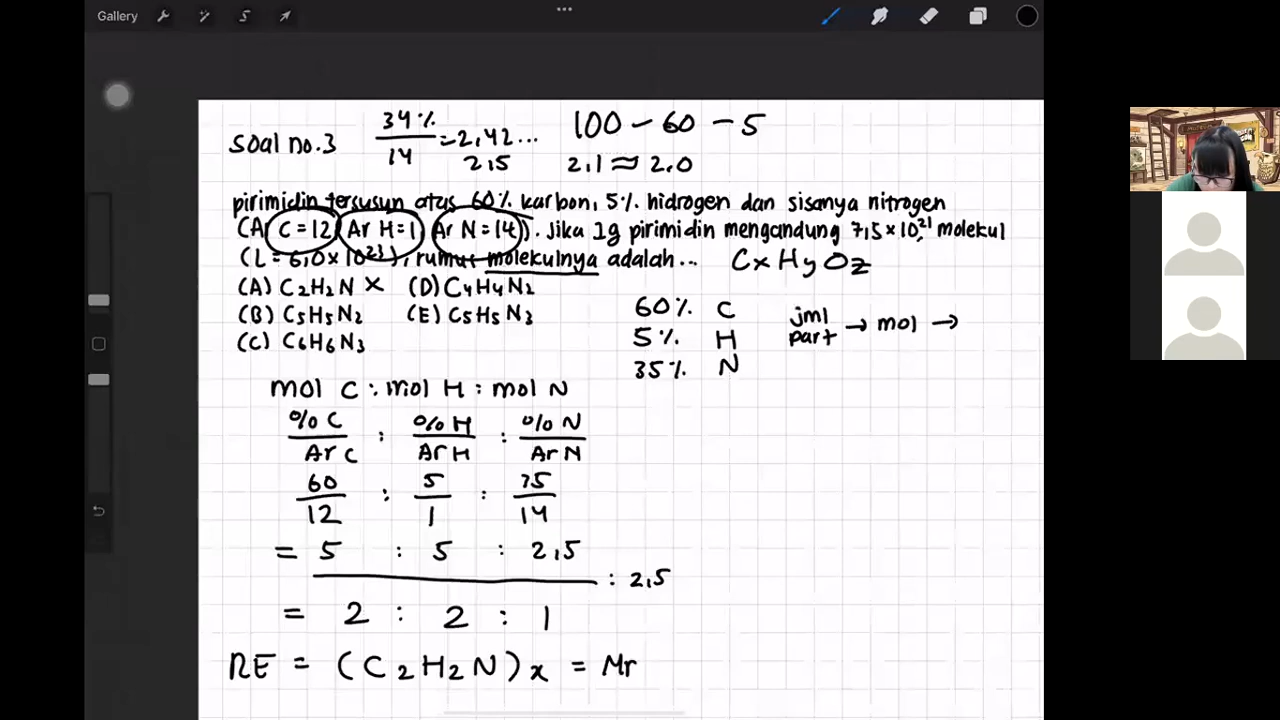 Gallery
soal no.3
34%
14
=2,42...
2,5
100 - 60 - 5
2,1 ≈ 2,0
pirimidin tersusun atas 60% karbon, 5% hidrogen dan sisanya nitrogen
(A C = 12 Ar H = 1 Ar N = 14). Jika 1g pirimidin mengandung 7,5 × 10²¹ molekul
(L = 6,0 × 10²³), rumus molekulnya adalah... CxHyOz
(A) C₂H₂N × (D) C₄H₄N₂
(B) C₅H₅N₂ (E) C₅H₅N₃
(C) C₆H₆N₃
60% C
5% H
35% N
jml
part → mol →
mol C : mol H : mol N
%C : %H : %N
Ar C Ar H Ar N
60 : 5 : 35
12 1 14
= 5 : 5 : 2,5
: 2,5
= 2 : 2 : 1
RE = (C₂H₂N)x = Mr